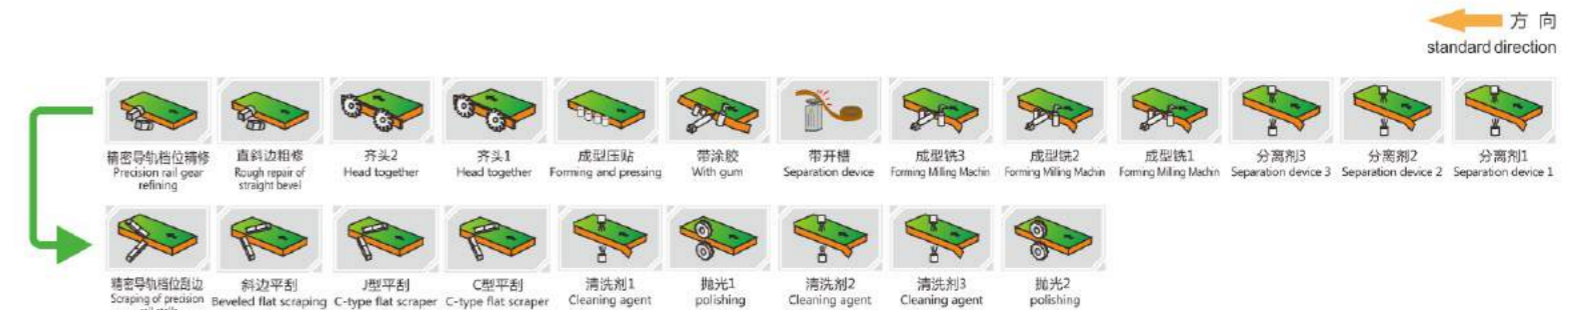 方向
standard direction
精密导轨档位精修
Precision rail gear
refining
直斜边粗修
Rough repair of
straight bevel
齐头2
Head together
齐头1
Head together
成型压贴
Forming and pressing
带涂胶
With gum
带开槽
Separation device
成型铣3
Forming Milling Machin
成型铣2
Forming Milling Machin
成型铣1
Forming Milling Machin
分离剂3
Separation device 3
分离剂2
Separation device 2
分离剂1
Separation device 1
精密导轨档位刮边
Scraping of precision
斜边平刮
Beveled flat scraping
J型平刮
C-type flat scraper
C型平刮
C-type flat scraper
清洗剂1
Cleaning agent
抛光1
polishing
清洗剂2
Cleaning agent
清洗剂3
Cleaning agent
抛光2
polishing